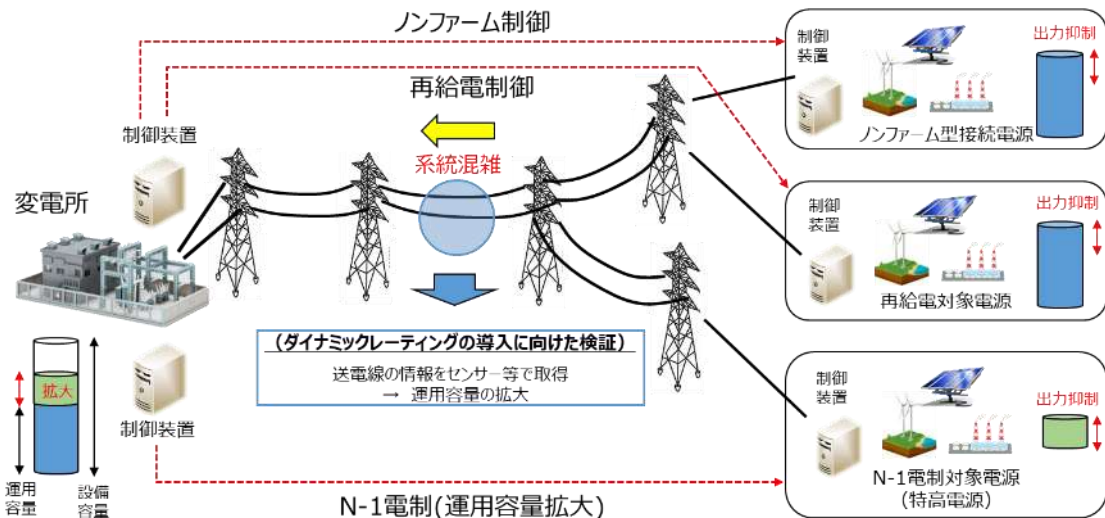 ノンファーム制御
再給電制御
系統混雑
制御装置
変電所
拡大
運用
容量
設備
容量
制御装置
(ダイナミックレーティングの導入に向けた検証)
送電線の情報をセンサー等で取得
→ 運用容量の拡大
N-1電制(運用容量拡大)
制御
装置
出力抑制
ノンファーム型接続電源
制御
装置
出力抑制
再給電対象電源
制御
装置
出力抑制
N-1電制対象電源
(特高電源)